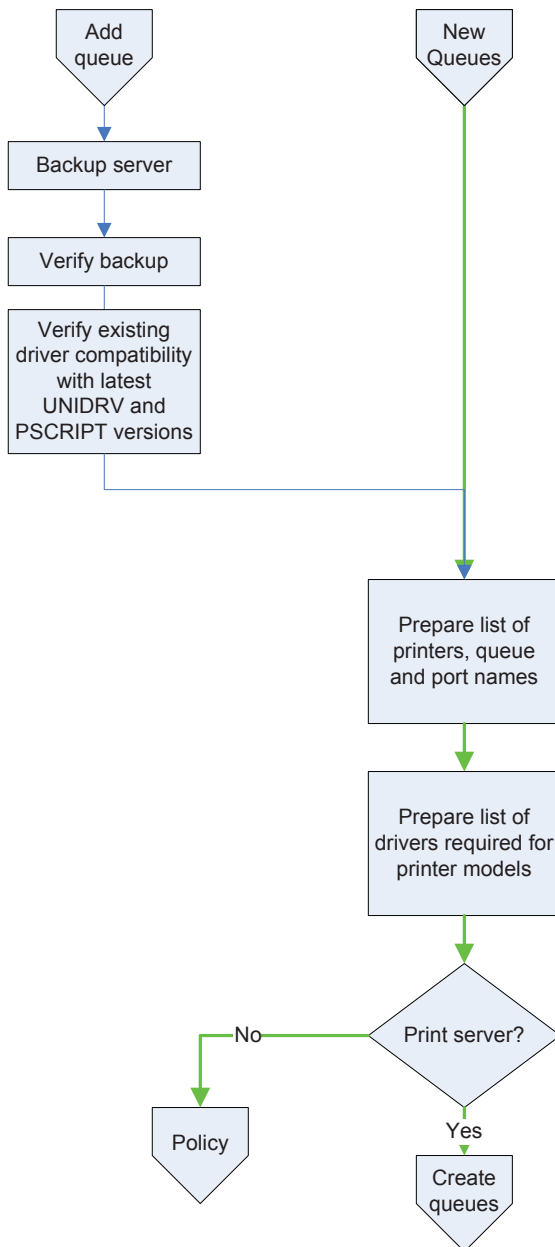 Add
queue
New
Queues
Backup server
Verify backup
Verify existing
driver compatibility
with latest
UNIDRV and
PSCRIPT versions
Prepare list of
printers, queue
and port names
Prepare list of
drivers required for
printer models
Print server?
No
Yes
Policy
Create
queues